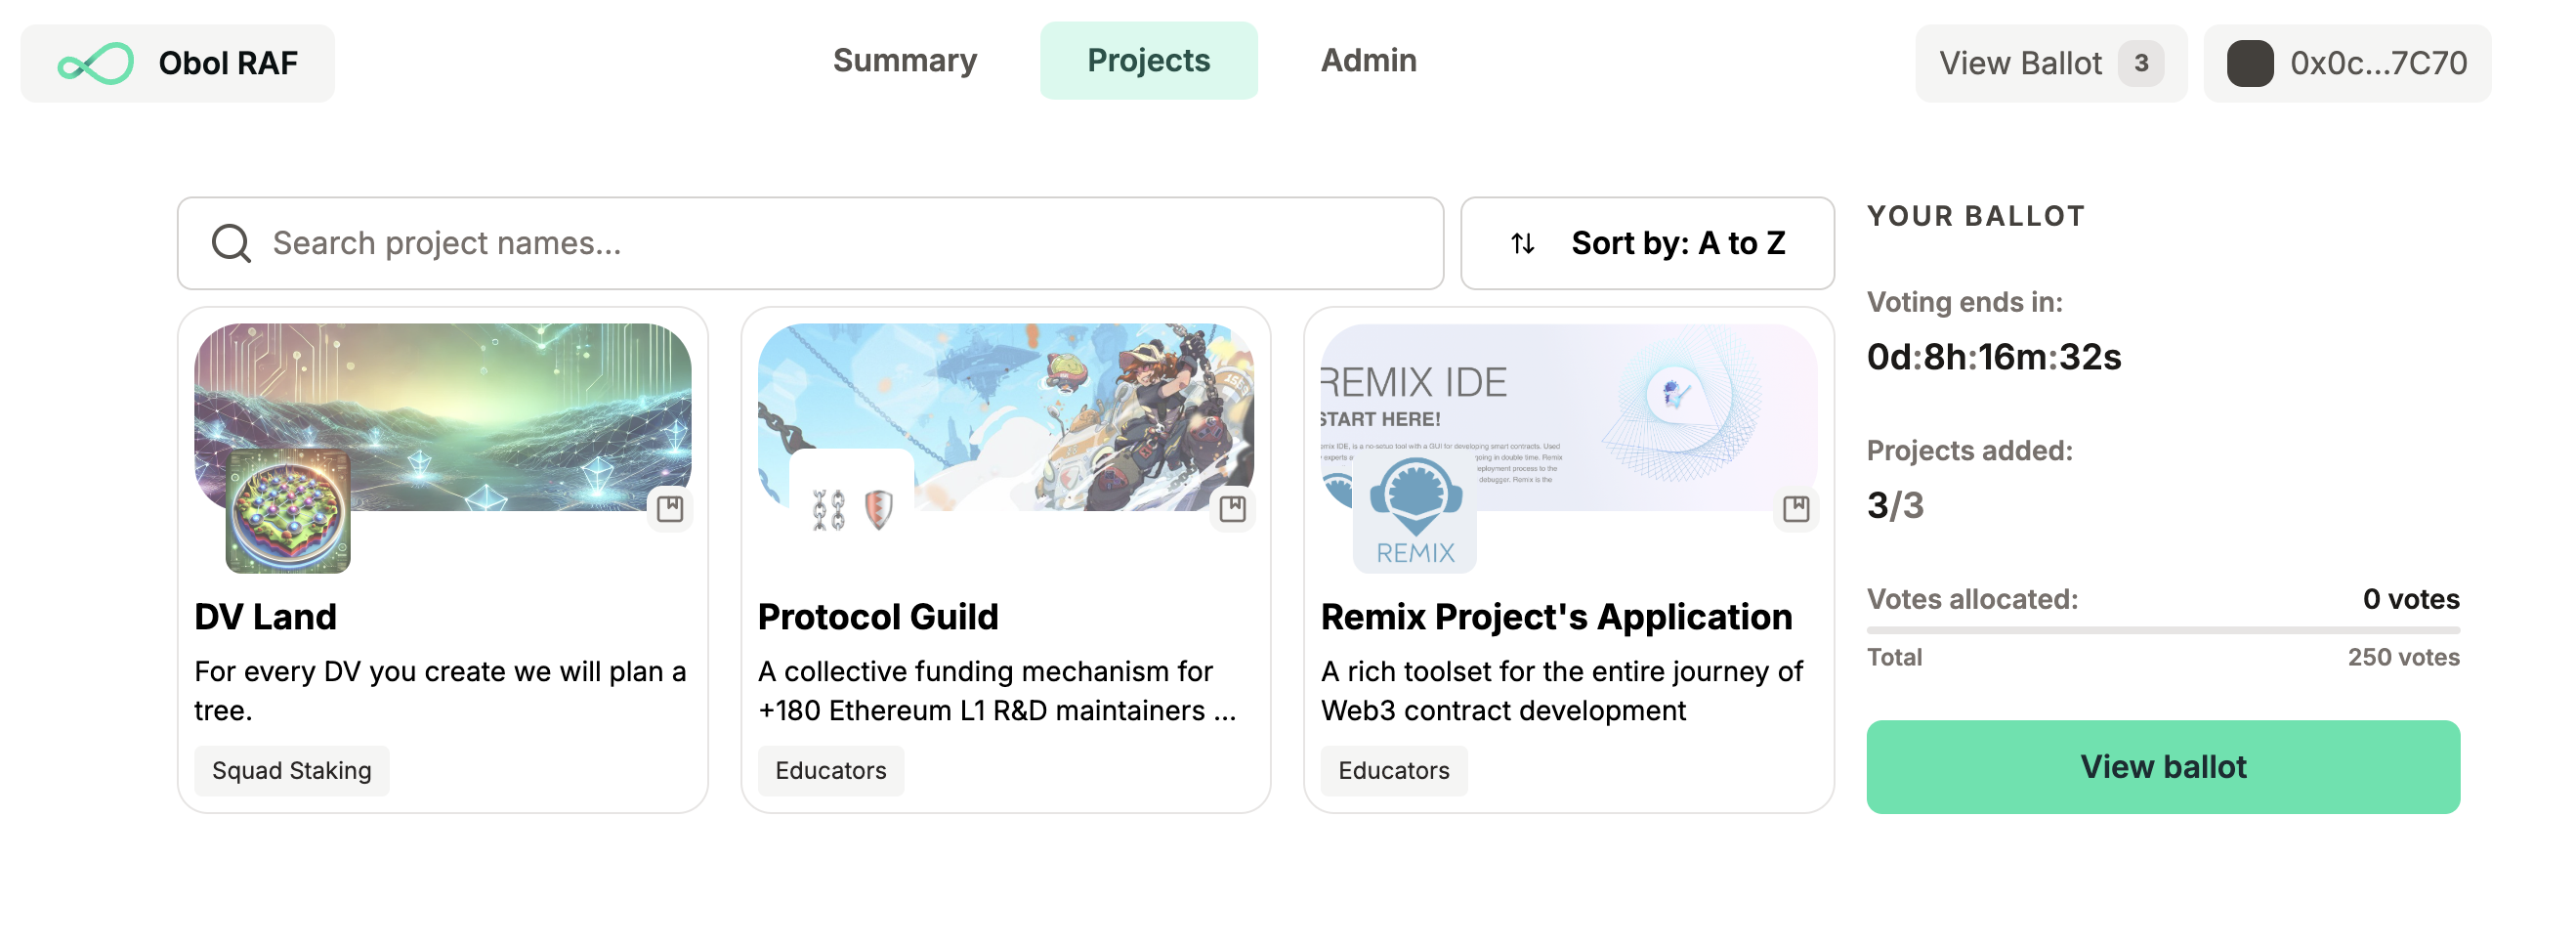 Obol RAF
Summary
Projects
Admin
View Ballot 3
0x0c...7C70
Search project names...
Sort by: A to Z
YOUR BALLOT
Voting ends in:
0d:8h:16m:32s
Projects added:
3/3
Votes allocated: 0 votes
Total 250 votes
View ballot
DV Land
For every DV you create we will plan a
tree.
Squad Staking
Protocol Guild
A collective funding mechanism for
+180 Ethereum L1 R&D maintainers ...
Educators
REMIX IDE
START HERE!
REMIX
Remix Project's Application
A rich toolset for the entire journey of
Web3 contract development
Educators